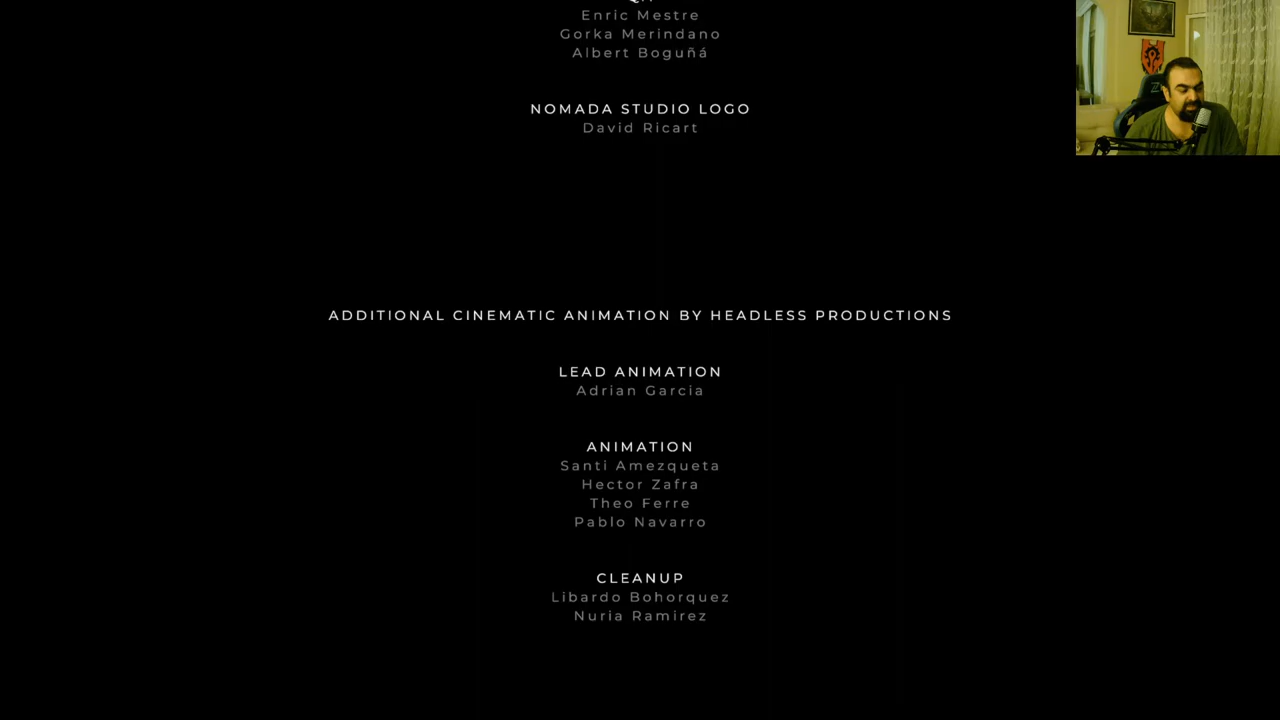 Enric Mestre
Gorka Merindano
Albert Boguñá
NOMADA STUDIO LOGO
David Ricart
ADDITIONAL CINEMATIC ANIMATION BY HEADLESS PRODUCTIONS
LEAD ANIMATION
Adrian Garcia
ANIMATION
Santi Amezqueta
Hector Zafra
Theo Ferre
Pablo Navarro
CLEANUP
Libardo Bohorquez
Nuria Ramirez